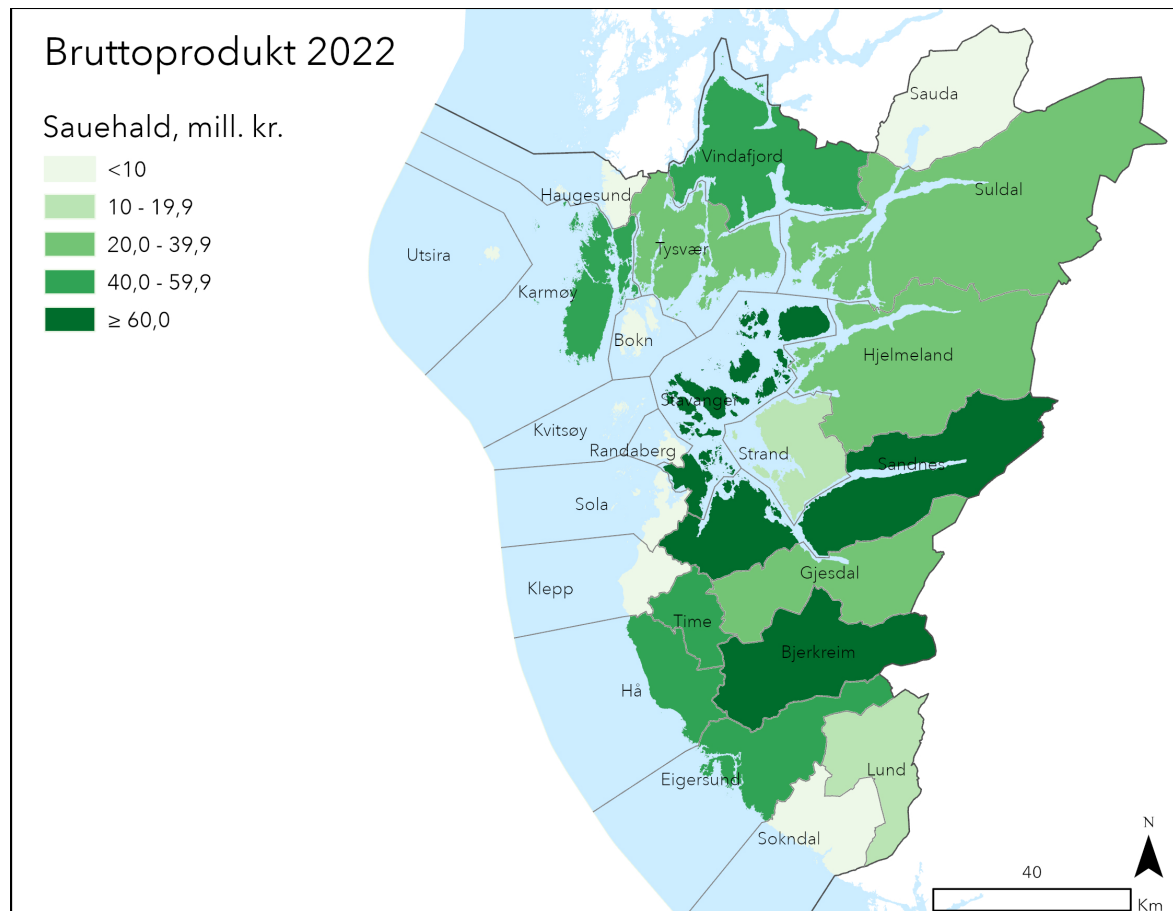 Bruttoprodukt 2022
Sauehald, mill. kr.
<10
10 - 19,9
20,0 - 39,9
40,0 - 59,9
≥ 60,0
Sauda
Vindafjord
Suldal
Haugesund
Tysvær
Utsira
Karmøy
Bokn
Hjelmeland
Stavanger
Kvitsøy
Randaberg
Strand
Sandnes
Sola
Gjesdal
Klepp
Time
Bjerkreim
Hå
Eigersund
Lund
Sokndal
N
40
Km